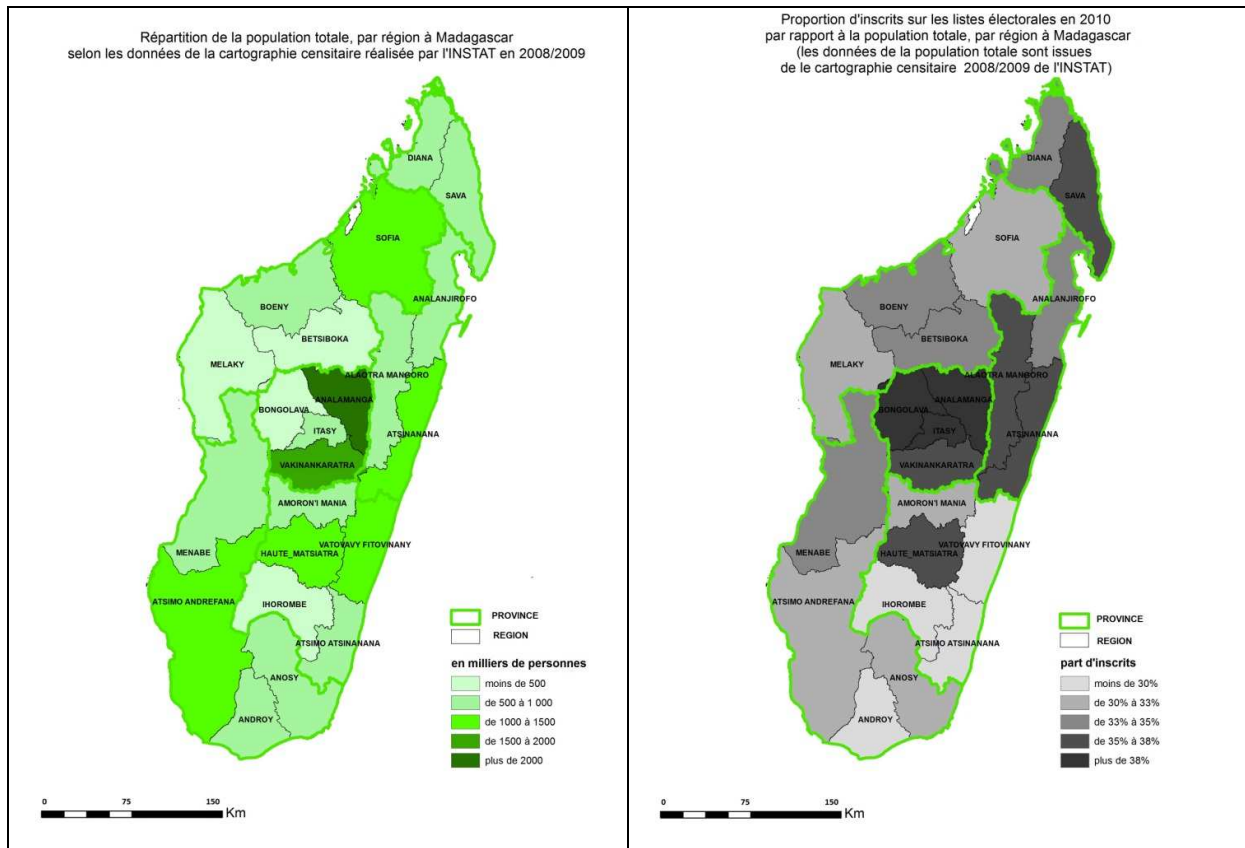 Répartition de la population totale, par région à Madagascar
selon les données de la cartographie censitaire réalisée par l'INSTAT en 2008/2009
DIANA
SAVA
SOFIA
BOENY
ANALANJIROFO
BETSIBOKA
MELAKY
ALAOTRA MANGORO
ANALAMANGA
BONGOLAVA
ITASY
ATSINANANA
VAKINANKARATRA
AMORON'I MANIA
VATOVAVY FITOVINANY
MENABE
HAUTE_MATSIATRA
ATSIMO ANDREFANA
IHOROMBE
ATSIMO ATSINANANA
ANOSY
ANDROY
PROVINCE
REGION
en milliers de personnes
moins de 500
de 500 à 1 000
de 1000 à 1500
de 1500 à 2000
plus de 2000
0 75 150
Km
Proportion d'inscrits sur les listes électorales en 2010
par rapport à la population totale, par région à Madagascar
(les données de la population totale sont issues
de le cartographie censitaire 2008/2009 de l'INSTAT)
DIANA
SAVA
SOFIA
BOENY
ANALANJIROFO
BETSIBOKA
MELAKY
ALAOTRA MANGORO
ANALAMANGA
BONGOLAVA
ITASY
ATSINANANA
VAKINANKARATRA
AMORON'I MANIA
VATOVAVY FITOVINANY
MENABE
HAUTE_MATSIATRA
ATSIMO ANDREFANA
IHOROMBE
ATSIMO ATSINANANA
ANOSY
ANDROY
PROVINCE
REGION
part d'inscrits
moins de 30%
de 30% à 33%
de 33% à 35%
de 35% à 38%
plus de 38%
0 75 150
Km